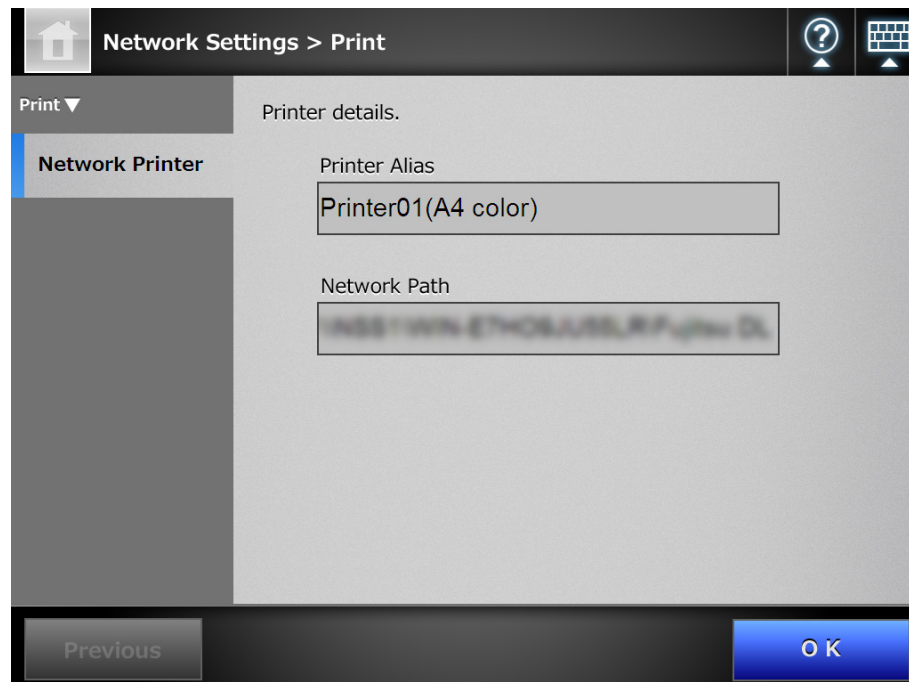 Network Settings > Print
?
Print ▼
Network Printer
Printer details.
Printer Alias
Printer01(A4 color)
Network Path
Previous
OK